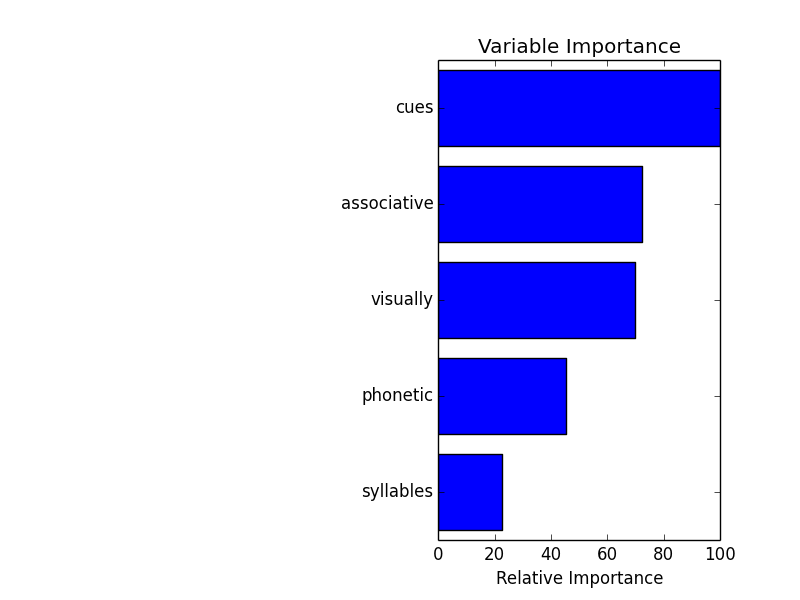 Variable Importance
cues
associative
visually
phonetic
syllables
0 20 40 60 80 100
Relative Importance